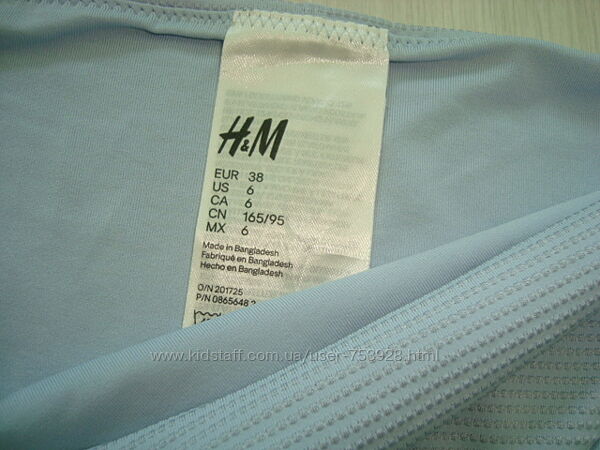 H&M
EUR 38
US 6
CA 6
CN 165/95
MX 6
Made in Bangladesh
Fabriqué en Bangladesh
Hecho en Bangladesh
O/N 201725
P/N 0865648
www.kidstaff.com.ua/user-753928.html